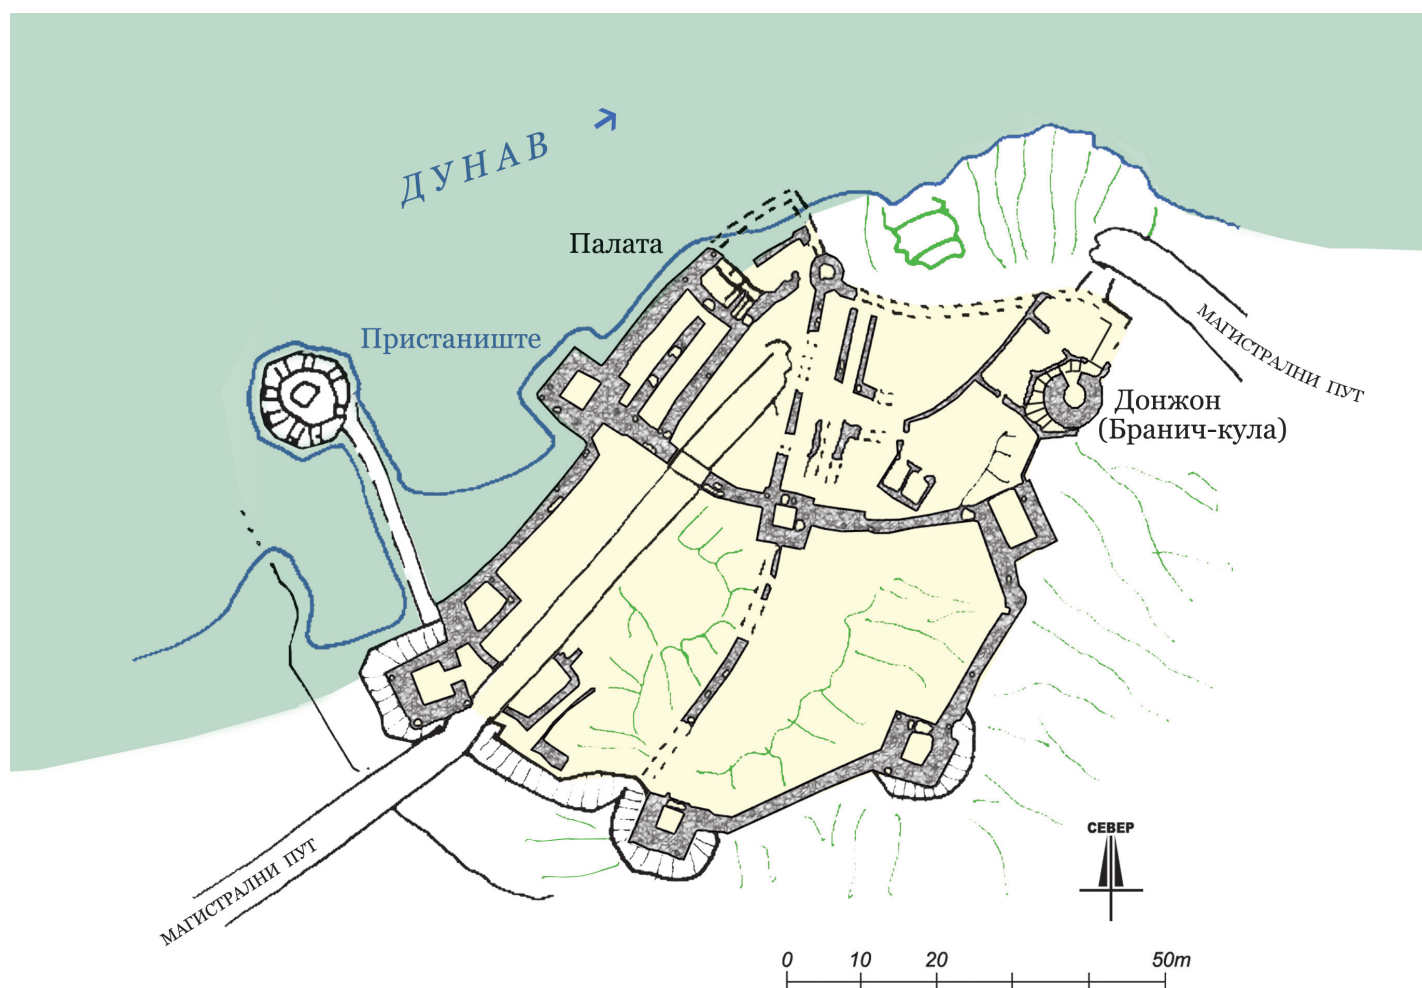 ДУНАВ
Палата
Пристаниште
МАГИСТРАЛНИ ПУТ
Донжон
(Бранич-кула)
МАГИСТРАЛНИ ПУТ
СЕВЕР
0 10 20 50m